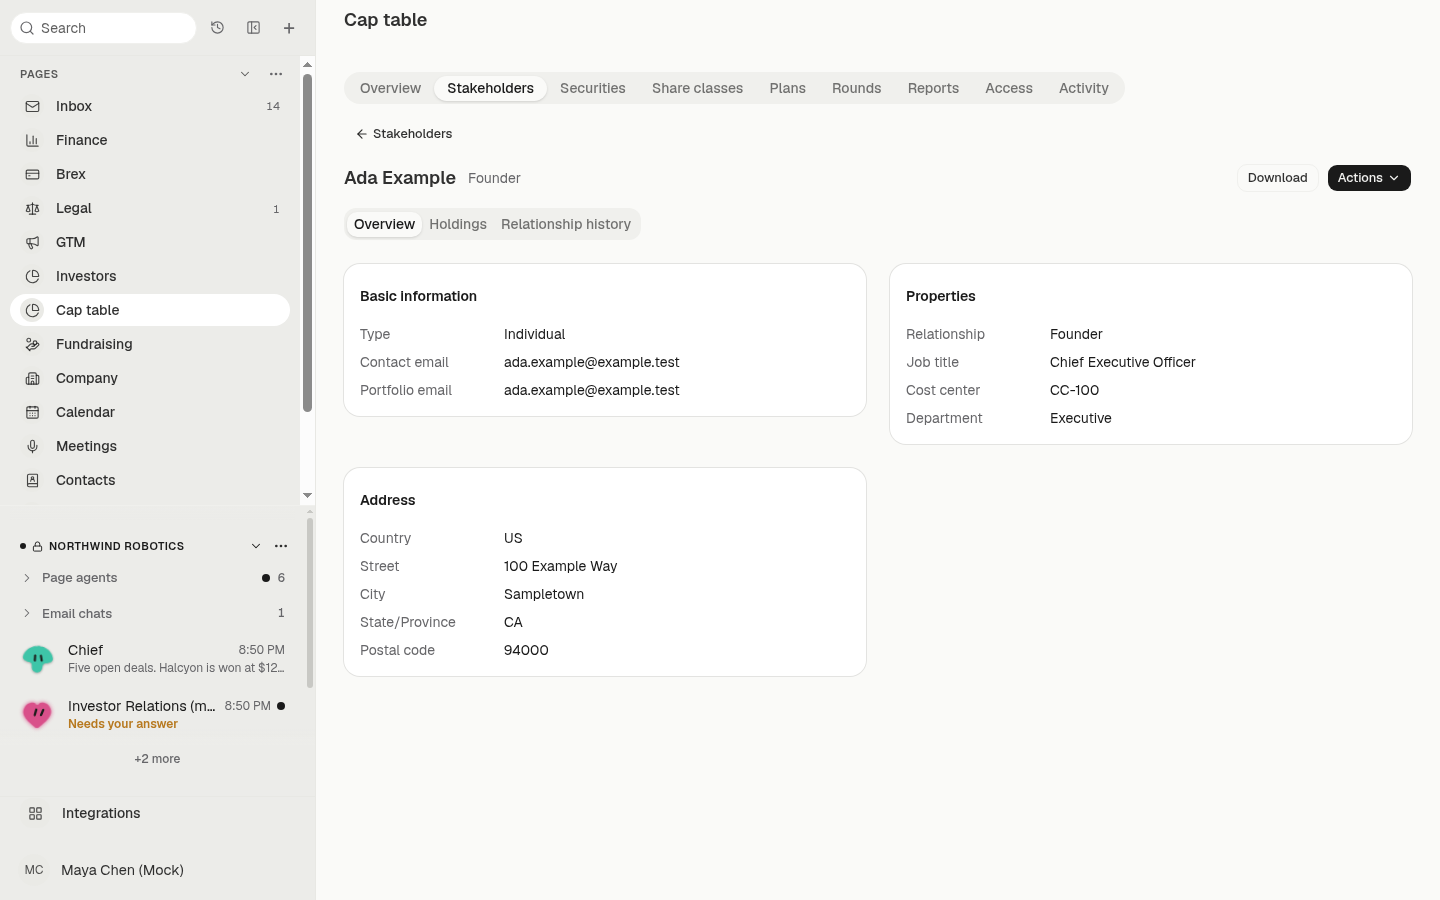 Search
PAGES
Inbox 14
Finance
Brex
Legal 1
GTM
Investors
Cap table
Fundraising
Company
Calendar
Meetings
Contacts
NORTHWIND ROBOTICS
Page agents 6
Email chats 1
Chief 8:50 PM
Five open deals. Halcyon is won at $12…
Investor Relations (m… 8:50 PM
Needs your answer
+2 more
Integrations
MC Maya Chen (Mock)
Cap table
Overview Stakeholders Securities Share classes Plans Rounds Reports Access Activity
Stakeholders
Ada Example Founder
Download Actions
Overview Holdings Relationship history
Basic information
Type Individual
Contact email ada.example@example.test
Portfolio email ada.example@example.test
Properties
Relationship Founder
Job title Chief Executive Officer
Cost center CC-100
Department Executive
Address
Country US
Street 100 Example Way
City Sampletown
State/Province CA
Postal code 94000